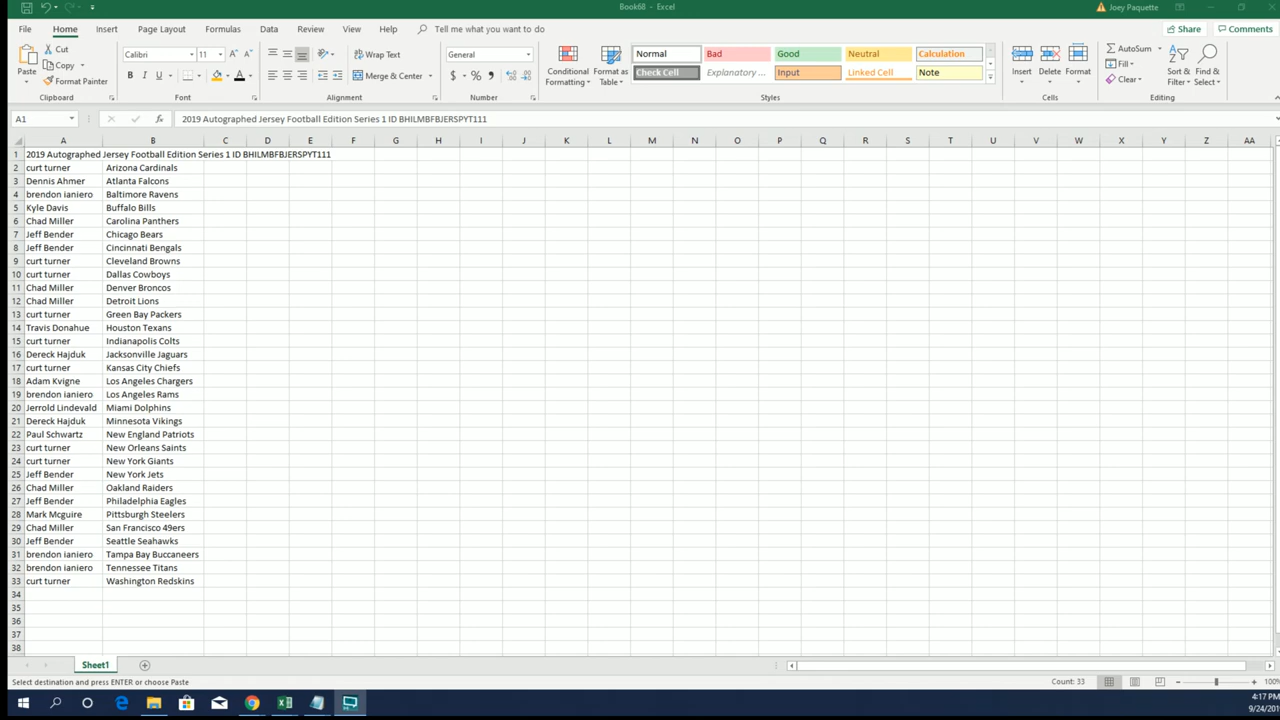 Book68 - Excel
Joey Paquette
File Home Insert Page Layout Formulas Data Review View Help Tell me what you want to do Share Comments
Paste Cut Copy Format Painter Clipboard
Calibri 11 B I U A Font
Wrap Text Merge & Center Alignment
General $ % , Number
Conditional Formatting Format as Table
Normal Bad Good Neutral Calculation
Check Cell Explanatory ... Input Linked Cell Note
Styles
Insert Delete Format Cells
AutoSum Fill Clear Sort & Filter Find & Select Editing
A1 fx 2019 Autographed Jersey Football Edition Series 1 ID BHILMBFBJERSPYT111
A B C D E F G H I J K L M N O P Q R S T U V W X Y Z AA
1 2019 Autographed Jersey Football Edition Series 1 ID BHILMBFBJERSPYT111
2 curt turner Arizona Cardinals
3 Dennis Ahmer Atlanta Falcons
4 brendon ianiero Baltimore Ravens
5 Kyle Davis Buffalo Bills
6 Chad Miller Carolina Panthers
7 Jeff Bender Chicago Bears
8 Jeff Bender Cincinnati Bengals
9 curt turner Cleveland Browns
10 curt turner Dallas Cowboys
11 Chad Miller Denver Broncos
12 Chad Miller Detroit Lions
13 curt turner Green Bay Packers
14 Travis Donahue Houston Texans
15 curt turner Indianapolis Colts
16 Dereck Hajduk Jacksonville Jaguars
17 curt turner Kansas City Chiefs
18 Adam Kvigne Los Angeles Chargers
19 brendon ianiero Los Angeles Rams
20 Jerrold Lindevald Miami Dolphins
21 Dereck Hajduk Minnesota Vikings
22 Paul Schwartz New England Patriots
23 curt turner New Orleans Saints
24 curt turner New York Giants
25 Jeff Bender New York Jets
26 Chad Miller Oakland Raiders
27 Jeff Bender Philadelphia Eagles
28 Mark Mcguire Pittsburgh Steelers
29 Chad Miller San Francisco 49ers
30 Jeff Bender Seattle Seahawks
31 brendon ianiero Tampa Bay Buccaneers
32 brendon ianiero Tennessee Titans
33 curt turner Washington Redskins
34
35
36
37
38
Sheet1
Select destination and press ENTER or choose Paste Count: 33 100%
4:17 PM
9/24/201